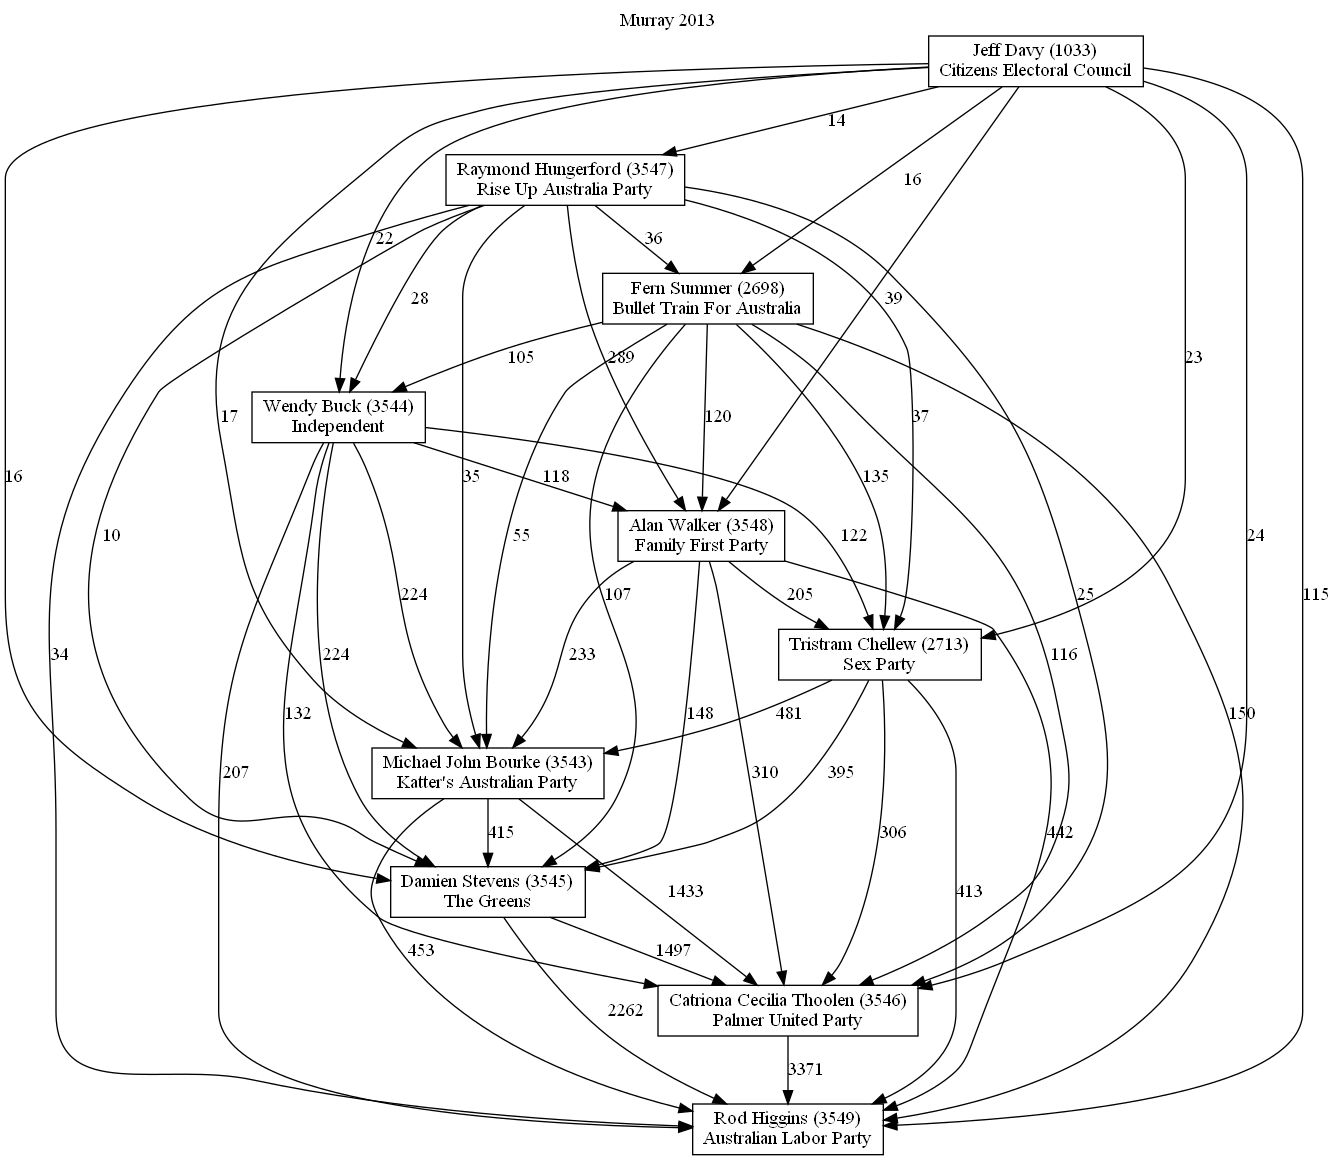 Murray 2013
Jeff Davy (1033)
Citizens Electoral Council
14
Raymond Hungerford (3547)
Rise Up Australia Party
16
22
36
Fern Summer (2698)
Bullet Train For Australia
28
39
105
289
23
Wendy Buck (3544)
Independent
17
120
37
16
35
118
135
10
55
Alan Walker (3548)
Family First Party
122
24
224
233
107
205
25
115
34
224
Tristram Chellew (2713)
Sex Party
116
132
148
481
150
207
Michael John Bourke (3543)
Katter's Australian Party
310
395
415
306
442
Damien Stevens (3545)
The Greens
1433
413
453
1497
Catriona Cecilia Thoolen (3546)
Palmer United Party
2262
3371
Rod Higgins (3549)
Australian Labor Party